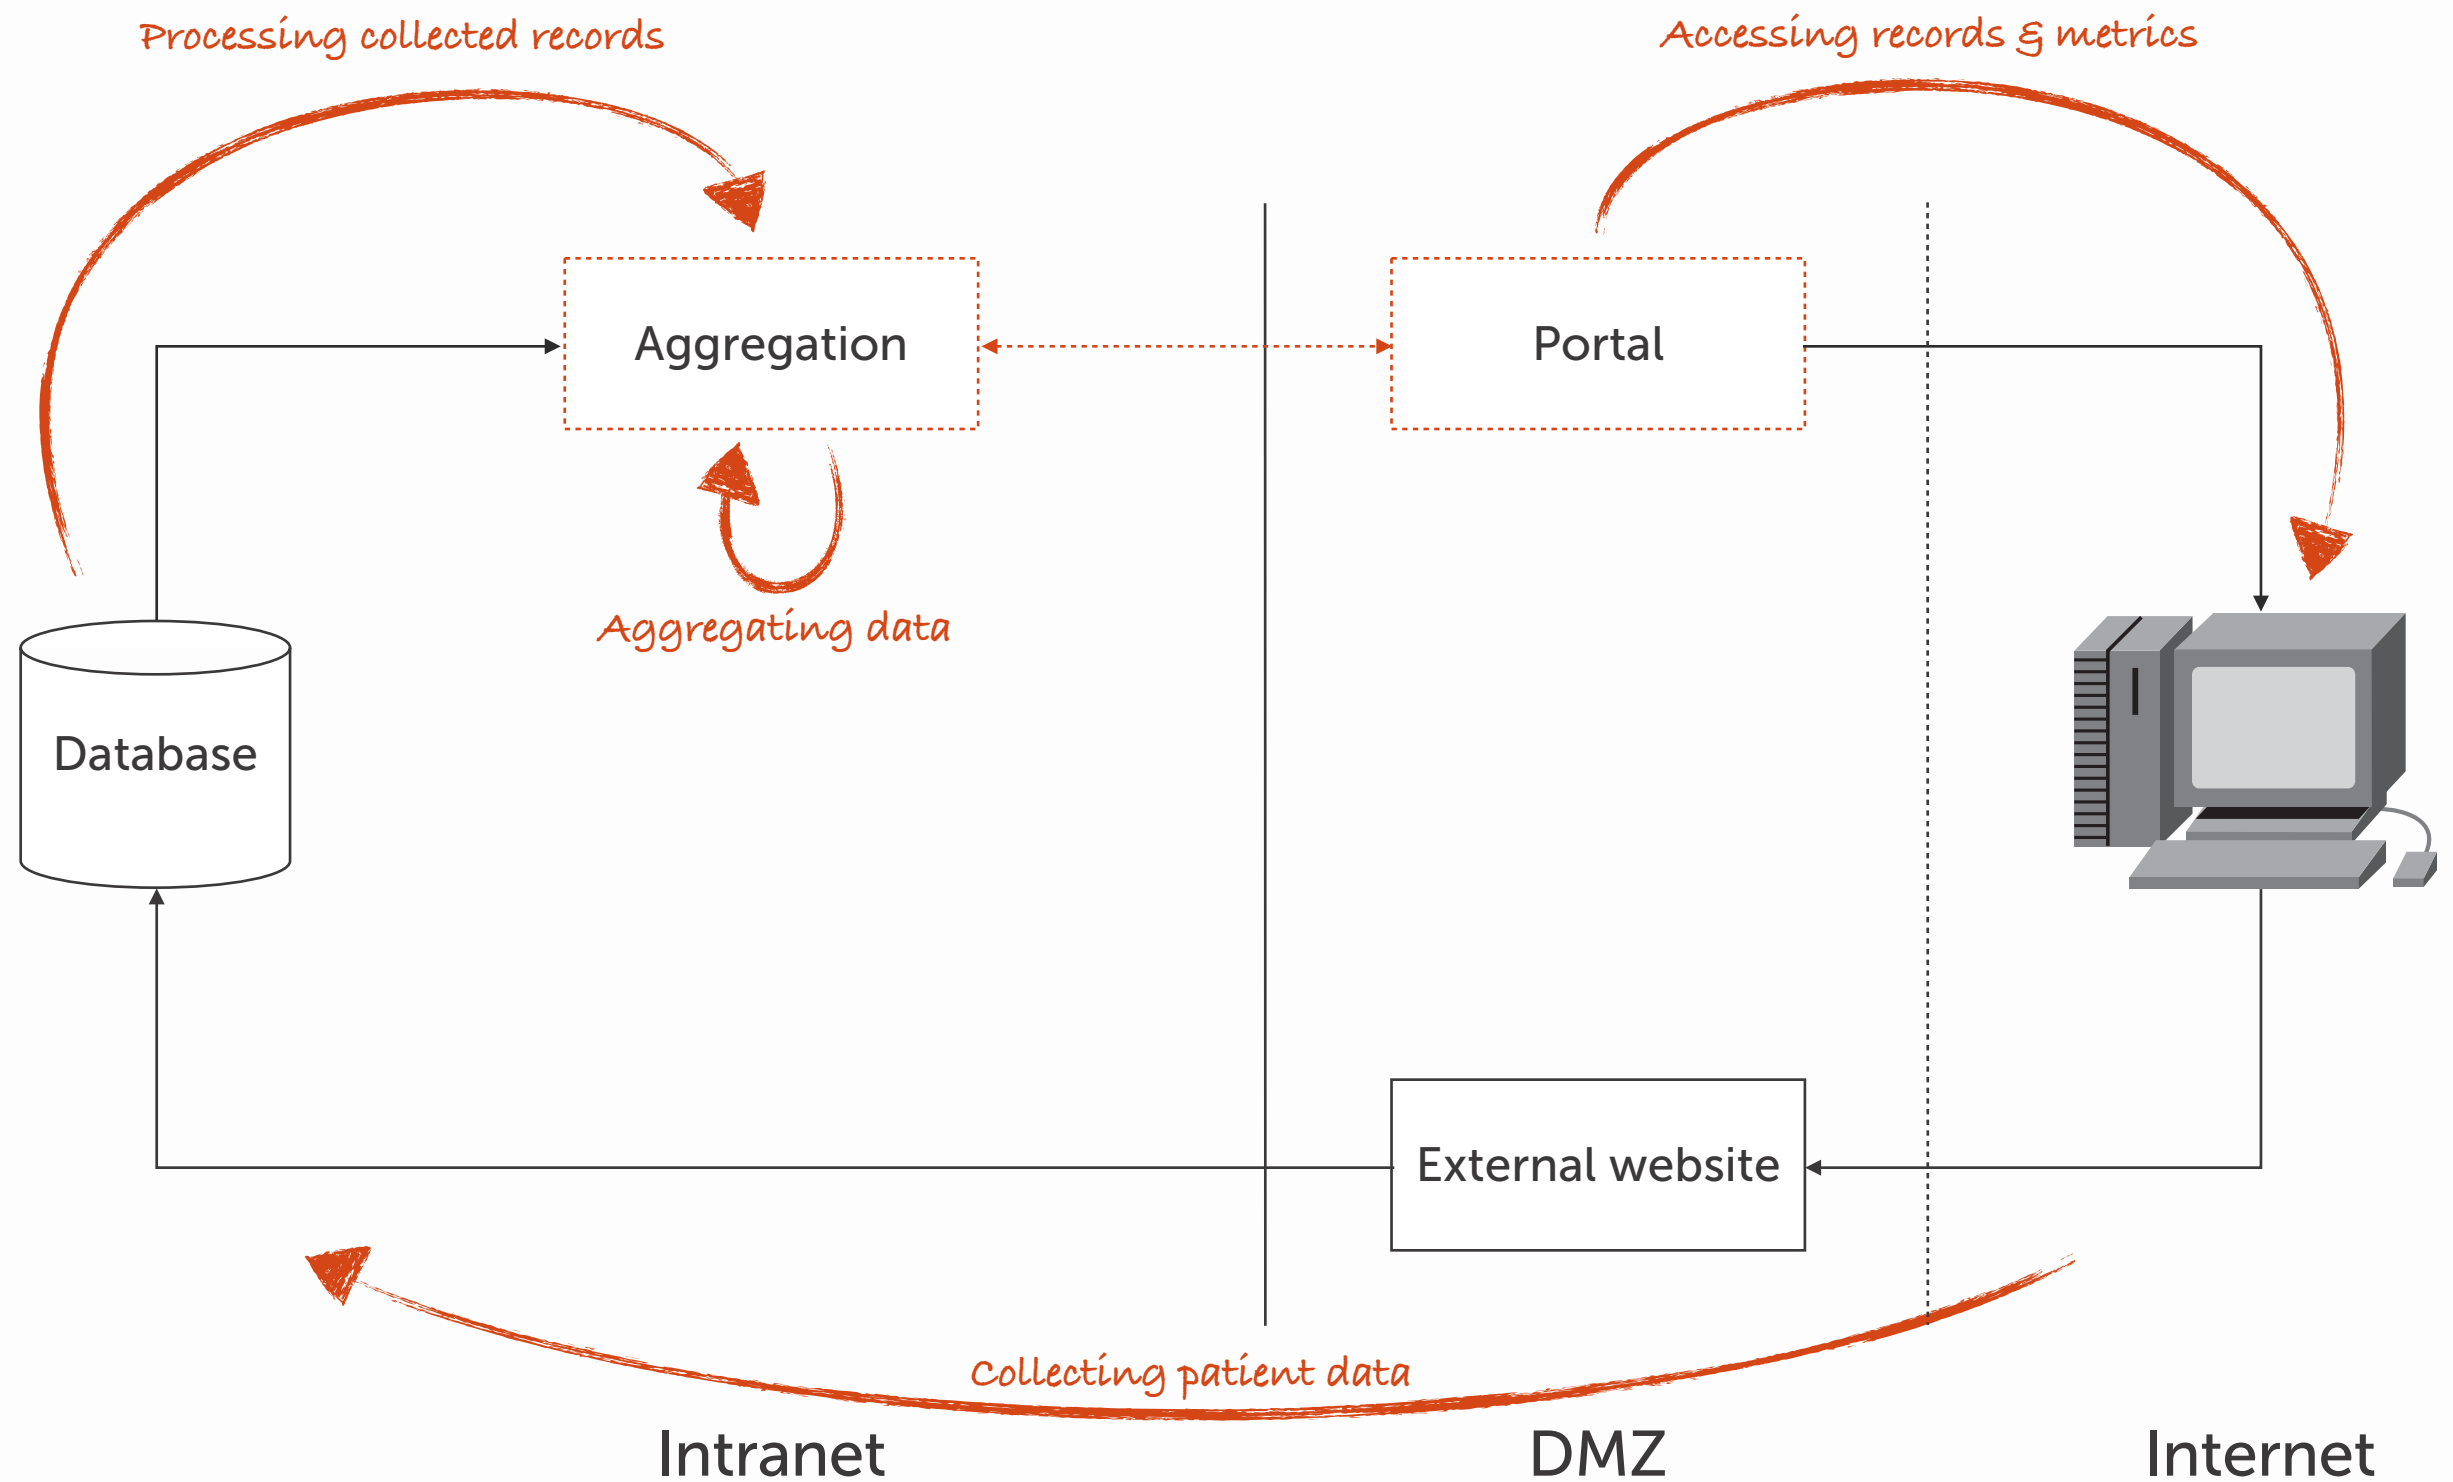 Processing collected records
Accessing records & metrics
Aggregation
Portal
Aggregating data
Database
External website
Collecting patient data
Intranet
DMZ
Internet